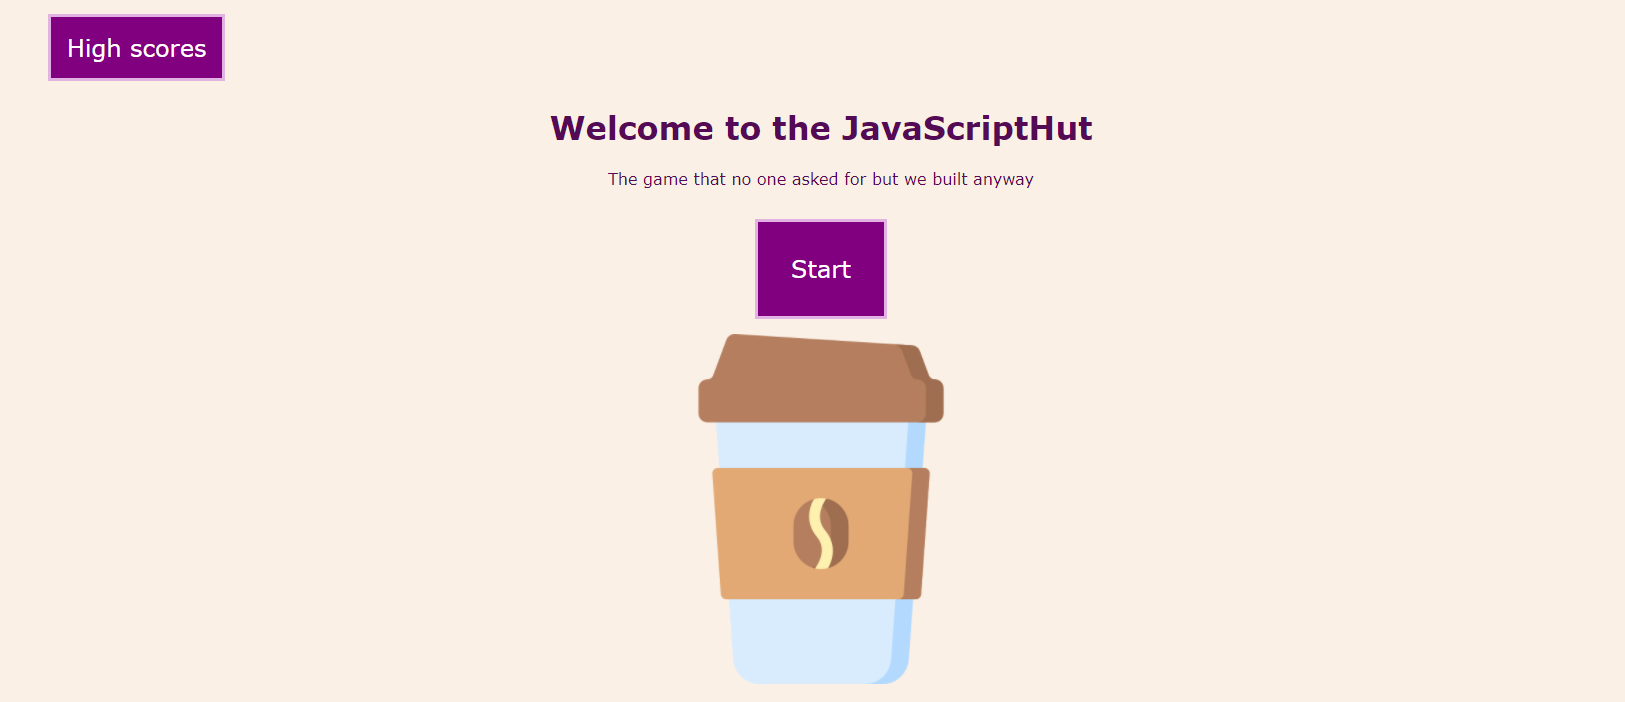 High scores
Welcome to the JavaScriptHut
The game that no one asked for but we built anyway
Start